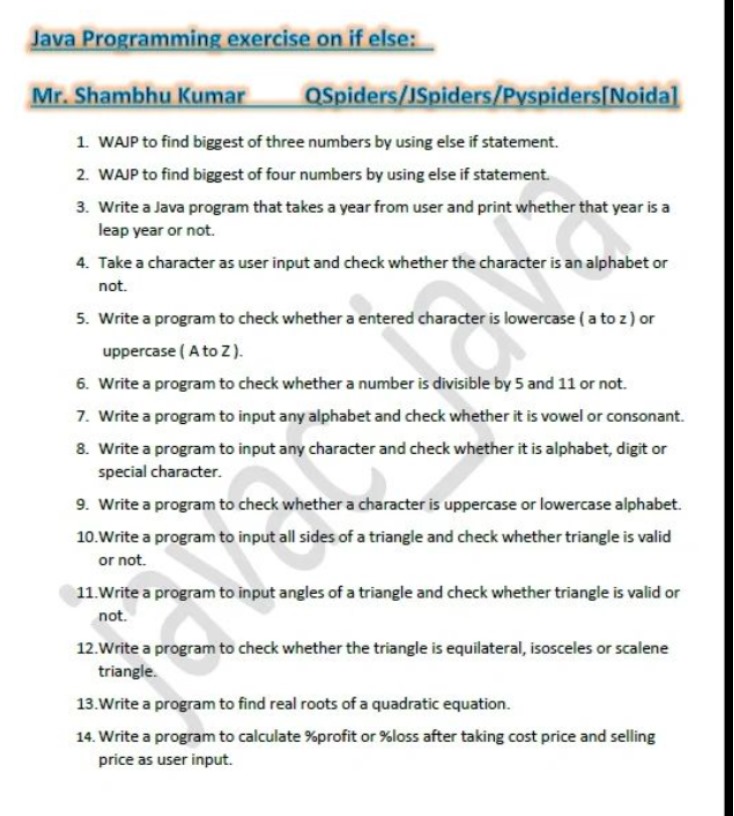 Java Programming exercise on if else:
Mr. Shambhu Kumar QSpiders/JSpiders/Pyspiders[Noida]
1. WAJP to find biggest of three numbers by using else if statement.
2. WAJP to find biggest of four numbers by using else if statement.
3. Write a Java program that takes a year from user and print whether that year is a
leap year or not.
4. Take a character as user input and check whether the character is an alphabet or
not.
5. Write a program to check whether a entered character is lowercase ( a to z ) or
uppercase ( A to Z ).
6. Write a program to check whether a number is divisible by 5 and 11 or not.
7. Write a program to input any alphabet and check whether it is vowel or consonant.
8. Write a program to input any character and check whether it is alphabet, digit or
special character.
9. Write a program to check whether a character is uppercase or lowercase alphabet.
10.Write a program to input all sides of a triangle and check whether triangle is valid
or not.
11.Write a program to input angles of a triangle and check whether triangle is valid or
not.
12.Write a program to check whether the triangle is equilateral, isosceles or scalene
triangle.
13.Write a program to find real roots of a quadratic equation.
14. Write a program to calculate %profit or %loss after taking cost price and selling
price as user input.
javac_java